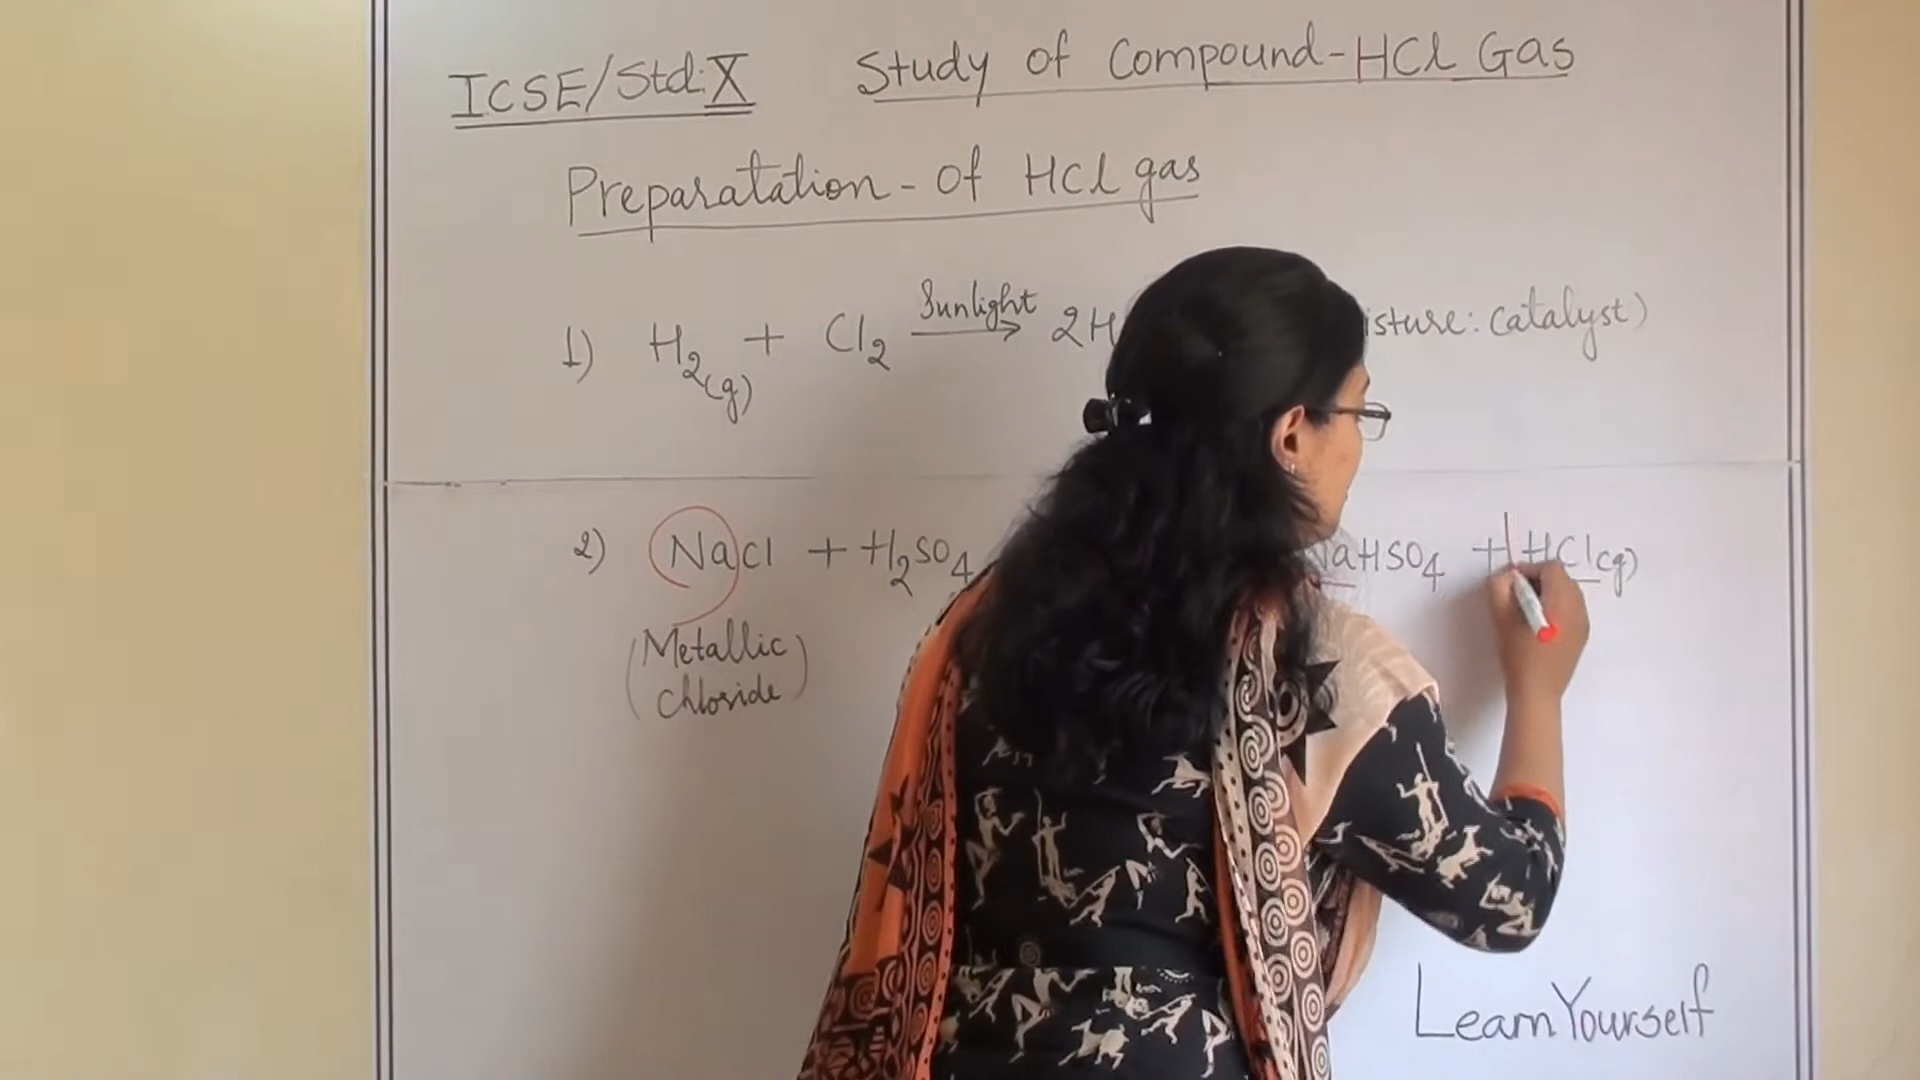 ICSE/Std:X Study of Compound-HCl Gas
Preparatation - of HCl gas
1) H2(g) + Cl2 Sunlight → 2H isture: catalyst)
2) NaCl + H2SO4 NaHSO4 + HCl(g)
(Metallic
chloride)
LearnYourself